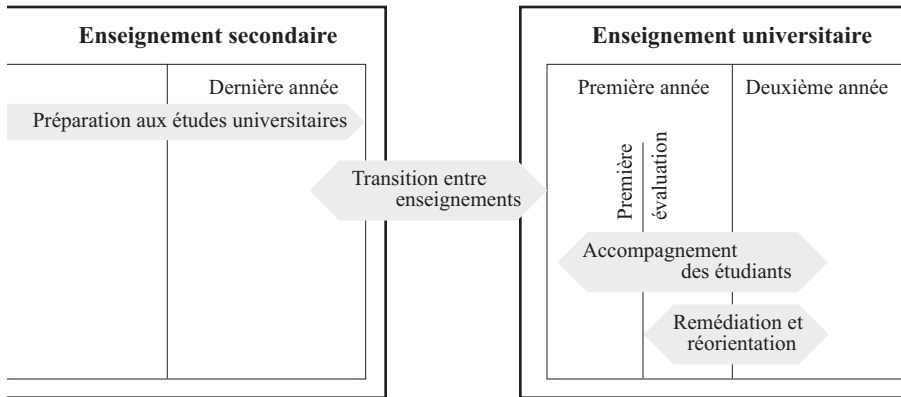 Enseignement secondaire
Dernière année
Préparation aux études universitaires
Transition entre
enseignements
Enseignement universitaire
Première année
Deuxième année
Première
évaluation
Accompagnement
des étudiants
Remédiation et
réorientation